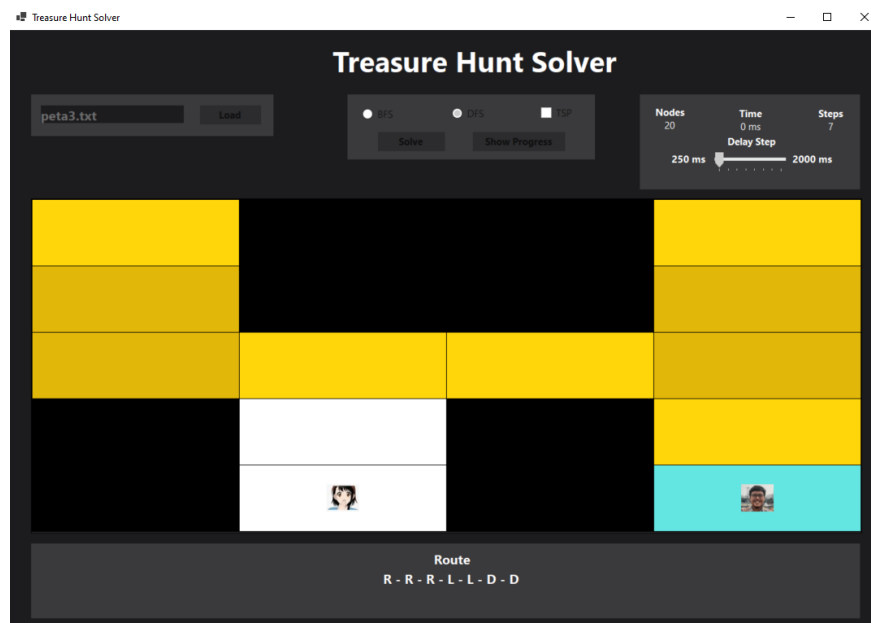 Treasure Hunt Solver
Treasure Hunt Solver
peta3.txt
Load
BFS
DFS
TSP
Solve
Show Progress
Nodes
20
Time
0 ms
Steps
7
Delay Step
250 ms
2000 ms
Route
R - R - R - L - L - D - D